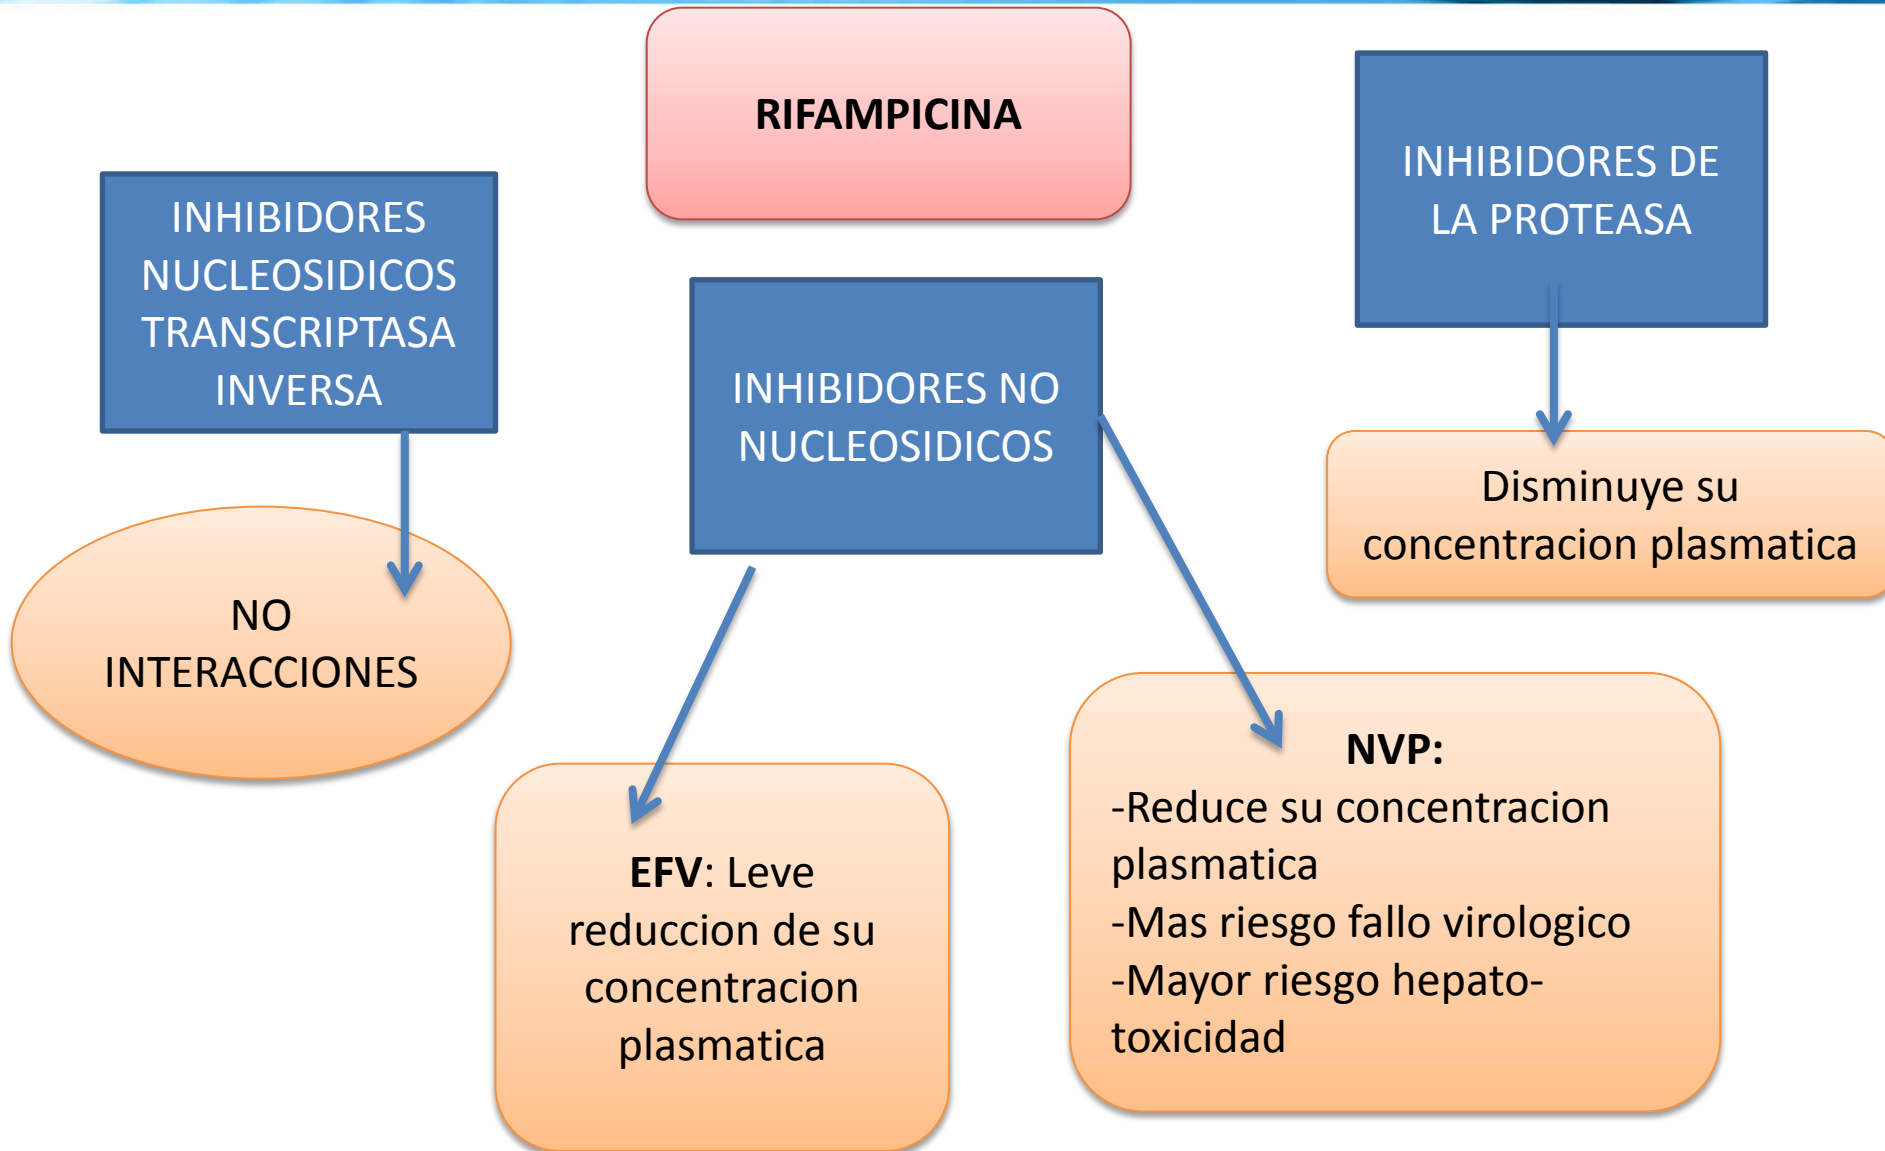 RIFAMPICINA
INHIBIDORES
NUCLEOSIDICOS
TRANSCRIPTASA
INVERSA
NO
INTERACCIONES
INHIBIDORES NO
NUCLEOSIDICOS
EFV: Leve
reduccion de su
concentracion
plasmatica
NVP:
-Reduce su concentracion
plasmatica
-Mas riesgo fallo virologico
-Mayor riesgo hepato-
toxicidad
INHIBIDORES DE
LA PROTEASA
Disminuye su
concentracion plasmatica